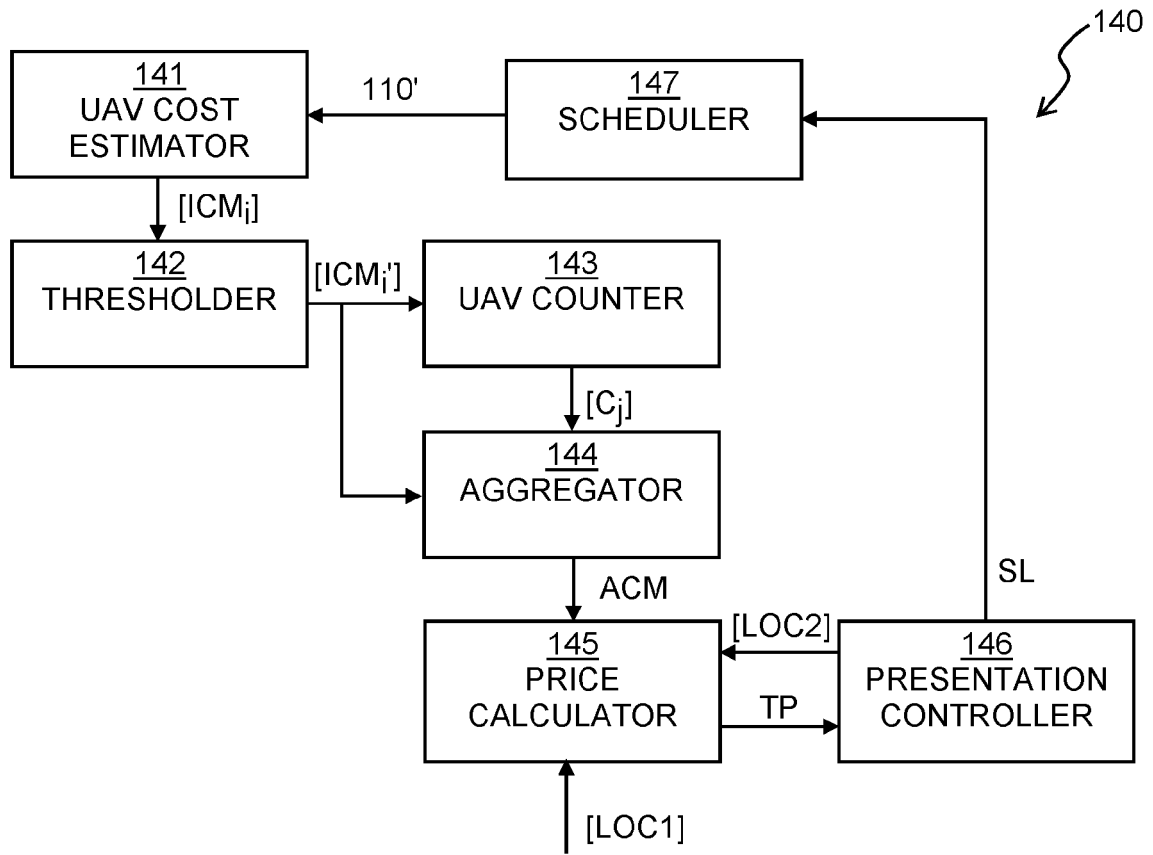 140
141
UAV COST
ESTIMATOR
110'
147
SCHEDULER
[ICMi]
142
THRESHOLDER
[ICMi']
143
UAV COUNTER
[Cj]
144
AGGREGATOR
ACM
SL
145
PRICE
CALCULATOR
[LOC2]
TP
146
PRESENTATION
CONTROLLER
[LOC1]